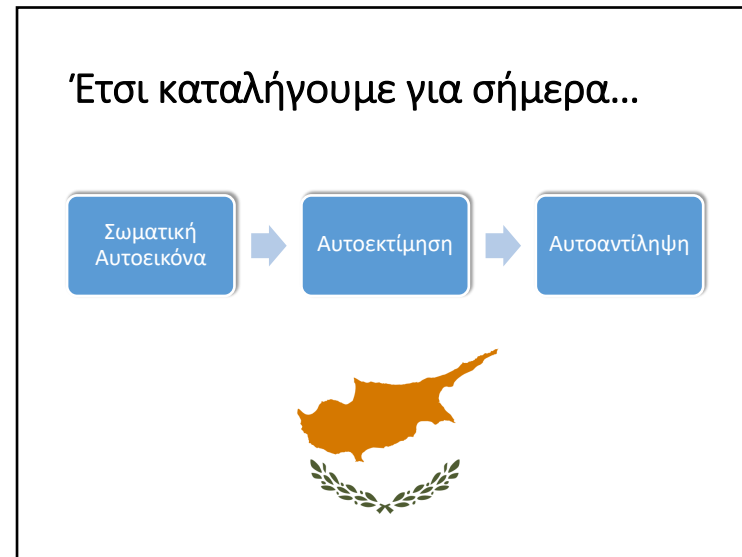 Έτσι καταλήγουμε για σήμερα...
Σωματική
Αυτοεικόνα
Αυτοεκτίμηση
Αυτοαντίληψη